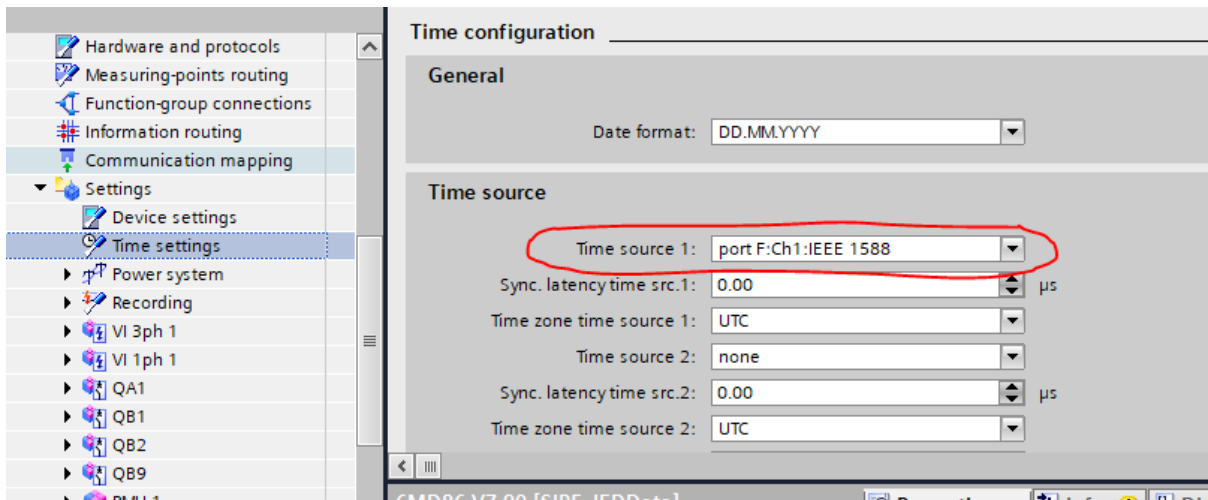 Hardware and protocols
Measuring-points routing
Function-group connections
Information routing
Communication mapping
Settings
Device settings
Time settings
Power system
Recording
VI 3ph 1
VI 1ph 1
QA1
QB1
QB2
QB9
Time configuration
General
Date format: DD.MM.YYYY
Time source
Time source 1: port F:Ch1:IEEE 1588
Sync. latency time src.1: 0.00 µs
Time zone time source 1: UTC
Time source 2: none
Sync. latency time src.2: 0.00 µs
Time zone time source 2: UTC